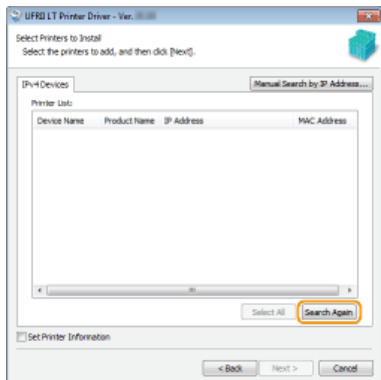 UFRII LT Printer Driver - Ver.
Select Printers to Install
Select the printers to add, and then click [Next].
IPv4 Devices
Manual Search by IP Address...
Printer List:
Device Name Product Name IP Address MAC Address
Select All Search Again
Set Printer Information
< Back Next > Cancel